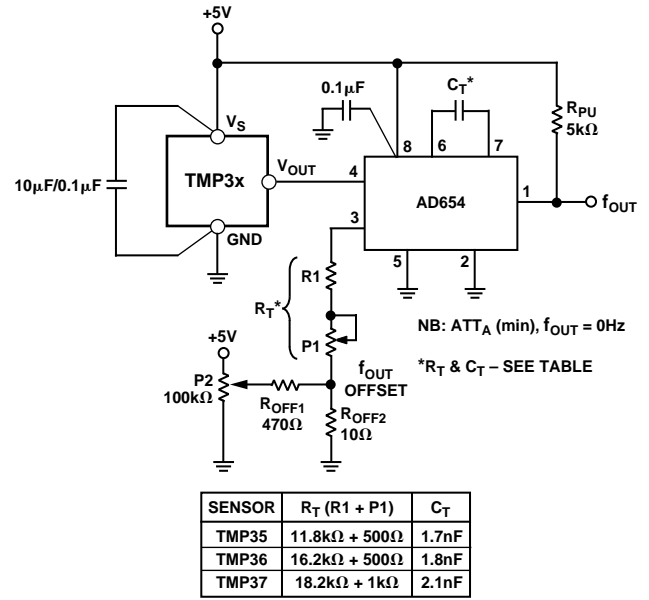 +5V
0.1μF
C_T*
R_PU
5kΩ
V_S
8
6
7
10μF/0.1μF
TMP3x
V_OUT
4
AD654
1
f_OUT
3
GND
5
2
R1
R_T*
P1
NB: ATT_A (min), f_OUT = 0Hz
+5V
*R_T & C_T – SEE TABLE
P2
100kΩ
f_OUT
OFFSET
R_OFF1
470Ω
R_OFF2
10Ω
SENSOR R_T (R1 + P1) C_T
TMP35 11.8kΩ + 500Ω 1.7nF
TMP36 16.2kΩ + 500Ω 1.8nF
TMP37 18.2kΩ + 1kΩ 2.1nF